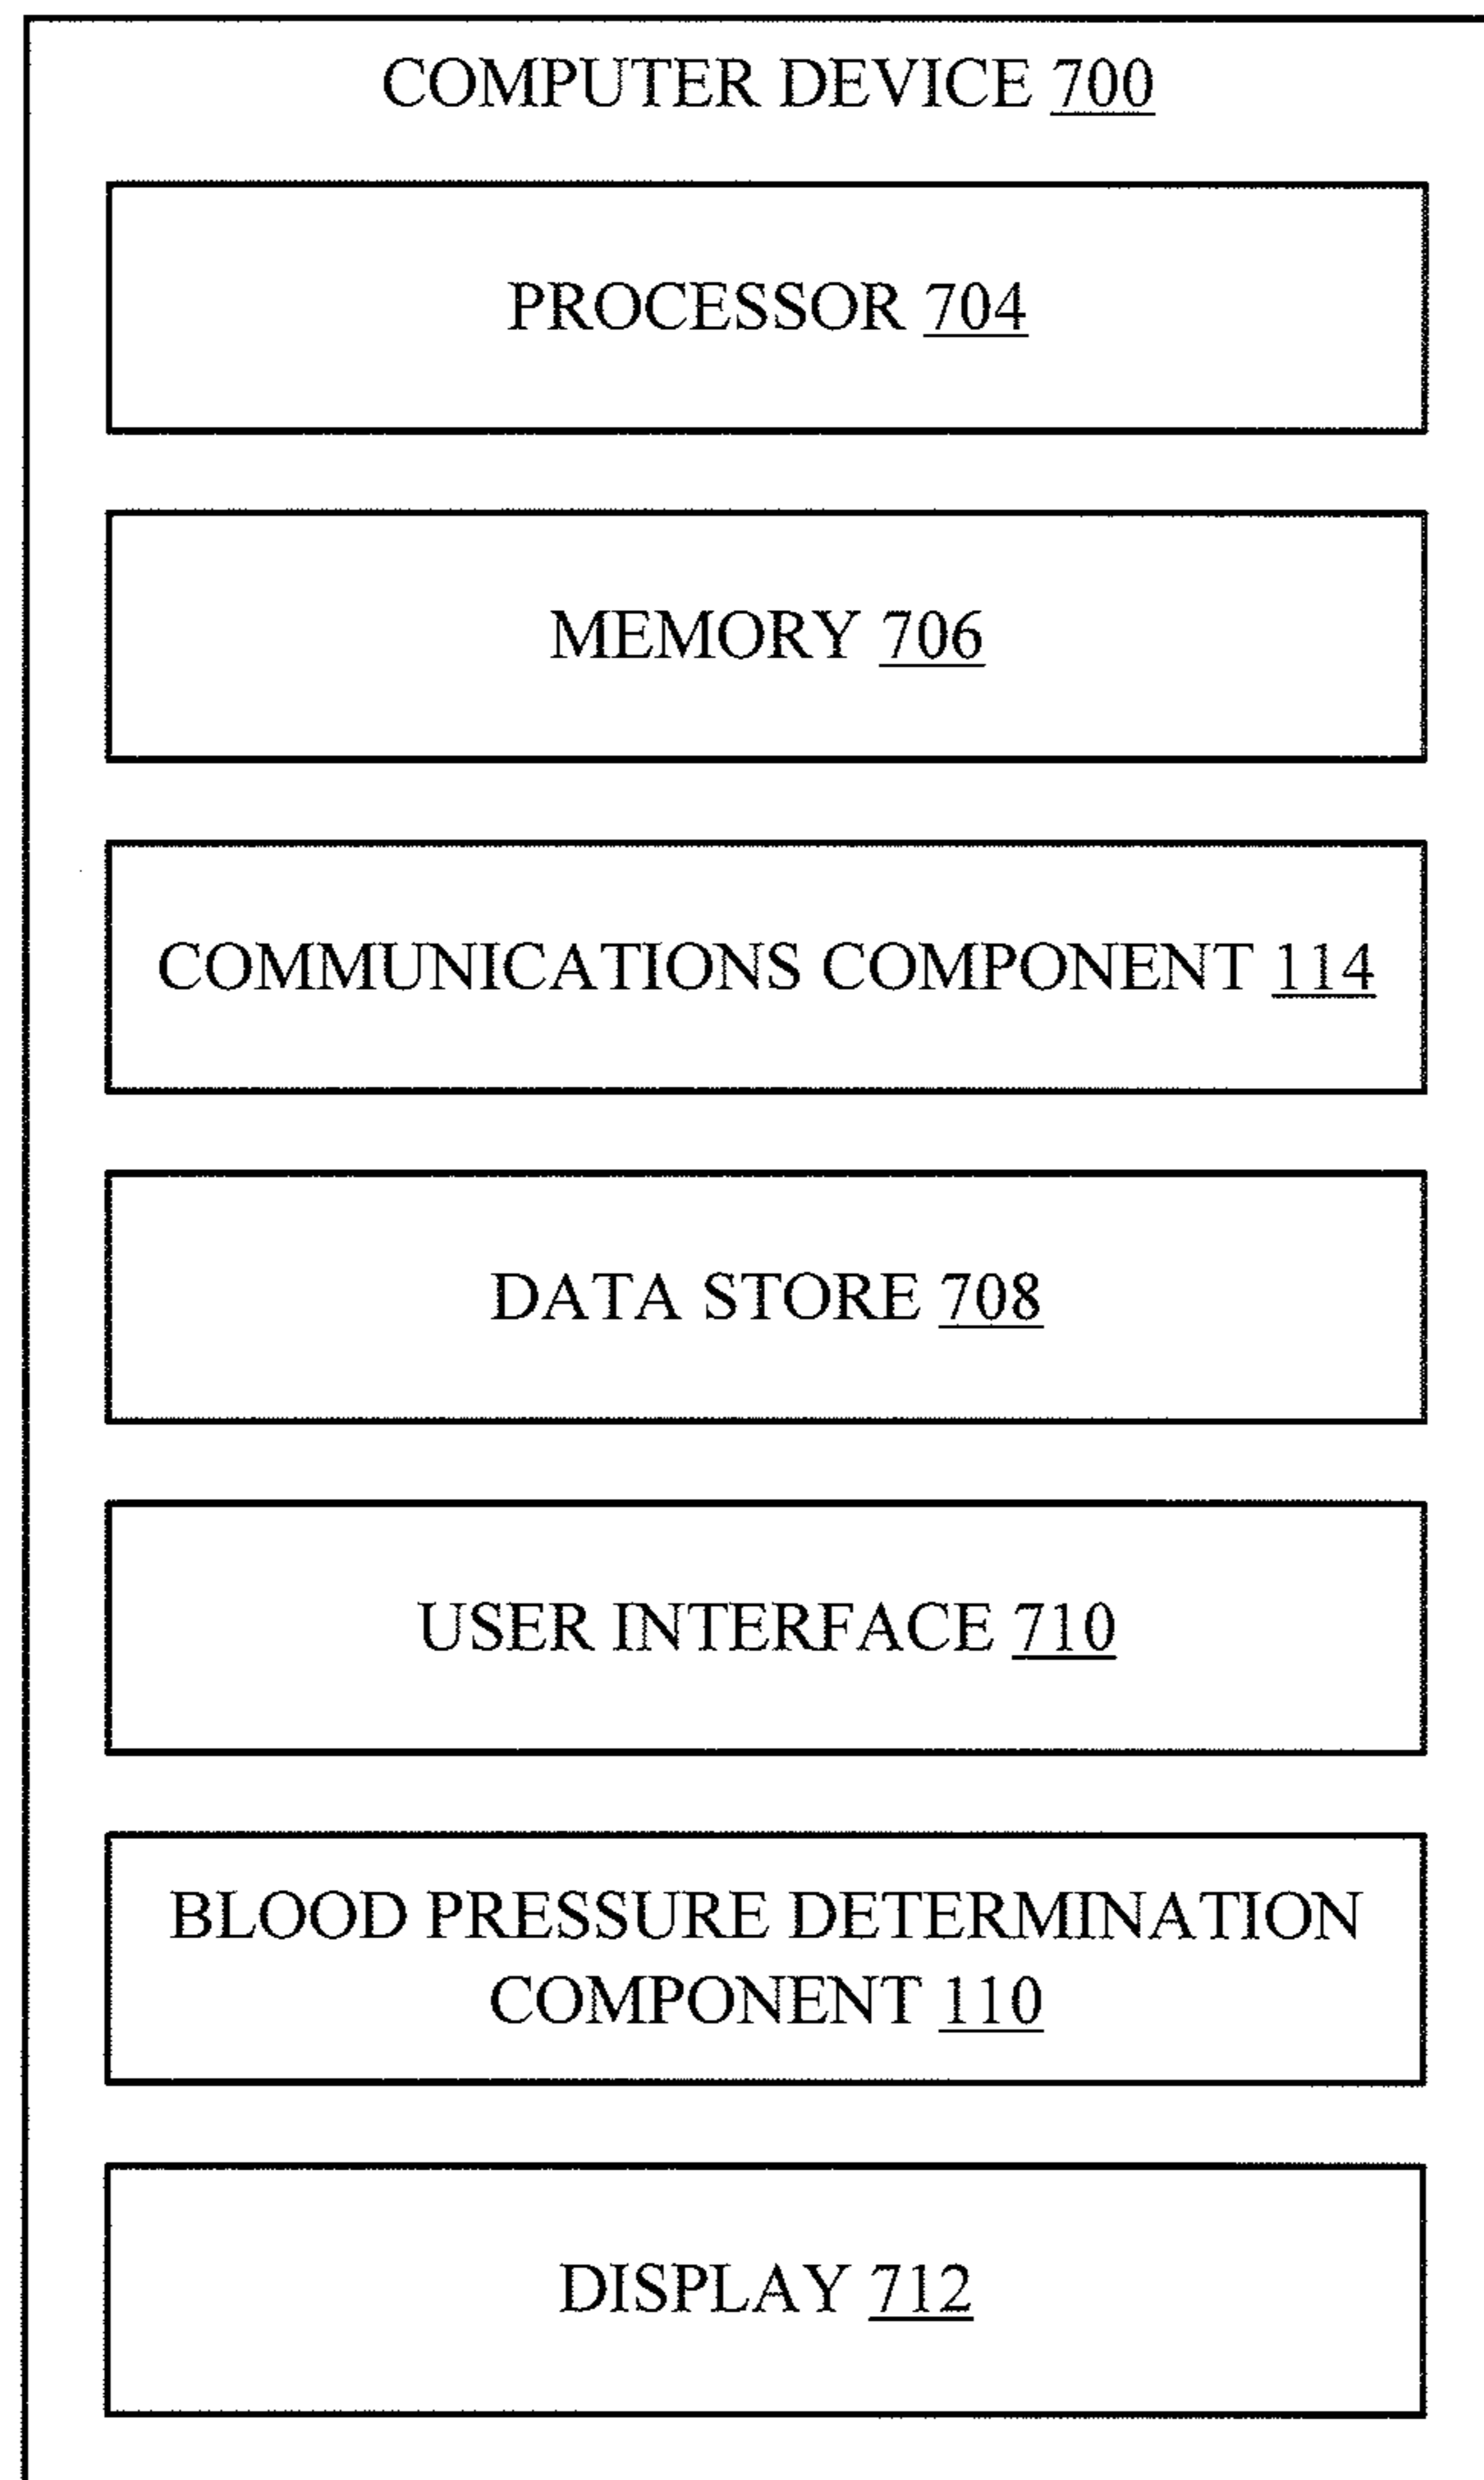 COMPUTER DEVICE 700
PROCESSOR 704
MEMORY 706
COMMUNICATIONS COMPONENT 114
DATA STORE 708
USER INTERFACE 710
BLOOD PRESSURE DETERMINATION
COMPONENT 110
DISPLAY 712